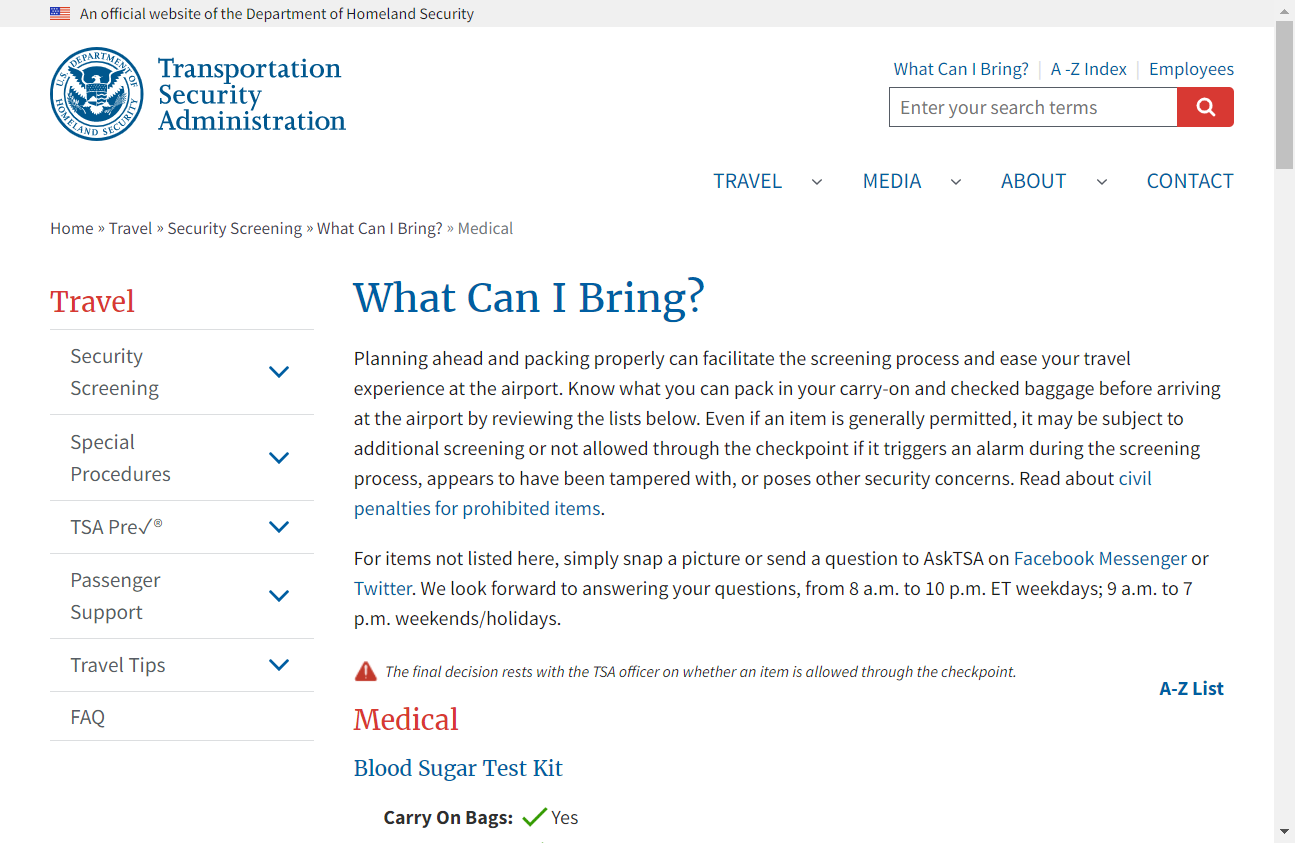 An official website of the Department of Homeland Security
U.S. DEPARTMENT OF HOMELAND SECURITY
Transportation
Security
Administration
What Can I Bring? | A -Z Index | Employees
Enter your search terms
TRAVEL MEDIA ABOUT CONTACT
Home » Travel » Security Screening » What Can I Bring? » Medical
Travel
Security
Screening
Special
Procedures
TSA Pre✓®
Passenger
Support
Travel Tips
FAQ
What Can I Bring?
Planning ahead and packing properly can facilitate the screening process and ease your travel
experience at the airport. Know what you can pack in your carry-on and checked baggage before arriving
at the airport by reviewing the lists below. Even if an item is generally permitted, it may be subject to
additional screening or not allowed through the checkpoint if it triggers an alarm during the screening
process, appears to have been tampered with, or poses other security concerns. Read about civil
penalties for prohibited items.
For items not listed here, simply snap a picture or send a question to AskTSA on Facebook Messenger or
Twitter. We look forward to answering your questions, from 8 a.m. to 10 p.m. ET weekdays; 9 a.m. to 7
p.m. weekends/holidays.
The final decision rests with the TSA officer on whether an item is allowed through the checkpoint.
A-Z List
Medical
Blood Sugar Test Kit
Carry On Bags: Yes